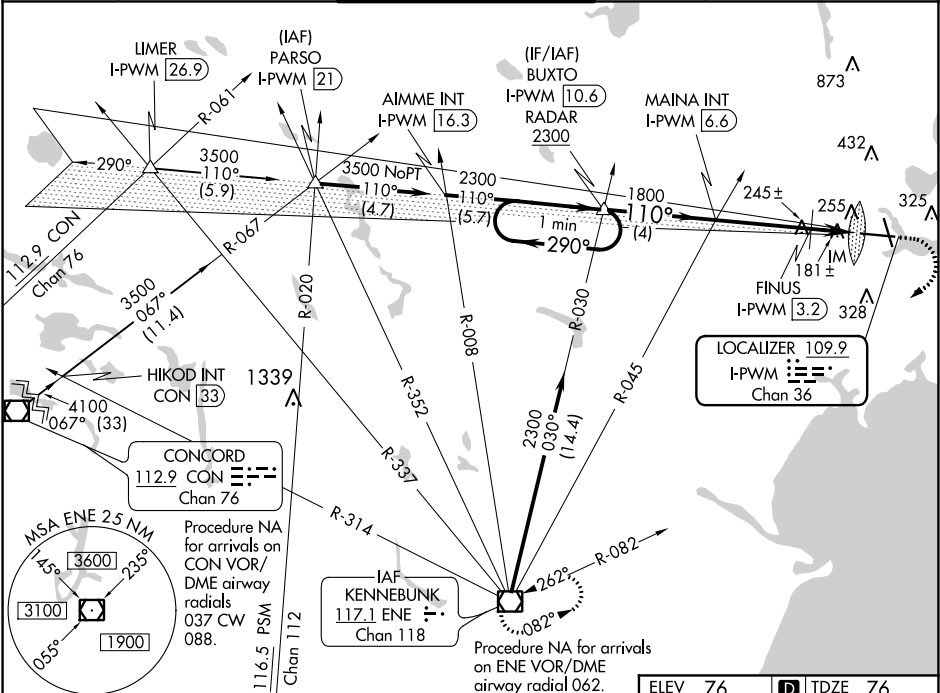 LIMER
I-PWM 26.9
(IAF)
PARSO
I-PWM 21
AIMME INT
I-PWM 16.3
(IF/IAF)
BUXTO
I-PWM 10.6
RADAR
2300
MAINA INT
I-PWM 6.6
873
432
325
R-061
290°
3500
110°
(5.9)
3500 NoPT
110°
(4.7)
2300
110°
(5.7)
1 min
290°
1800
110°
(4)
245±
255
IM
181±
FINUS
I-PWM 3.2
328
112.9 CON
Chan 76
R-067
R-020
R-008
R-030
R-045
3500
067°
(11.4)
LOCALIZER 109.9
I-PWM
Chan 36
HIKOD INT
CON 33
1339
R-352
R-337
2300
030°
(14.4)
4100
067° (33)
CONCORD
112.9 CON
Chan 76
R-314
MSA ENE 25 NM
145°
3600
235°
3100
1900
055°
Procedure NA
for arrivals on
CON VOR/
DME airway
radials
037 CW
088.
116.5 PSM
Chan 112
IAF
KENNEBUNK
117.1 ENE
Chan 118
262°
R-082
082°
Procedure NA for arrivals
on ENE VOR/DME
airway radial 062.
ELEV 76
D TDZE 76